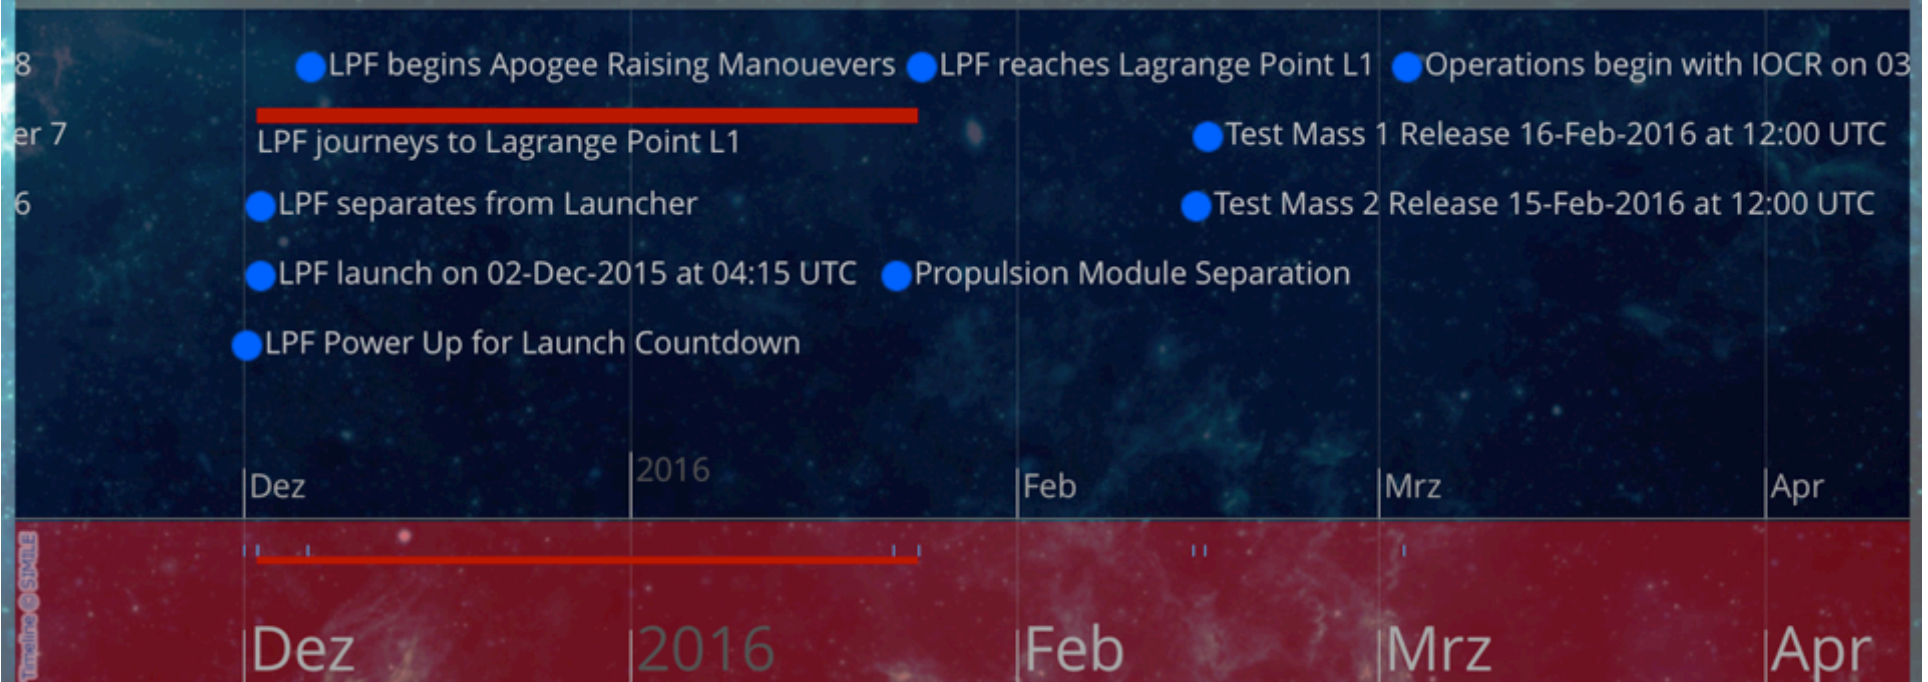 8
LPF begins Apogee Raising Manouevers
LPF reaches Lagrange Point L1
Operations begin with IOCR on 03
er 7
LPF journeys to Lagrange Point L1
Test Mass 1 Release 16-Feb-2016 at 12:00 UTC
6
LPF separates from Launcher
Test Mass 2 Release 15-Feb-2016 at 12:00 UTC
LPF launch on 02-Dec-2015 at 04:15 UTC
Propulsion Module Separation
LPF Power Up for Launch Countdown
Dez
2016
Feb
Mrz
Apr
Timeline © SIMILE
Dez
2016
Feb
Mrz
Apr